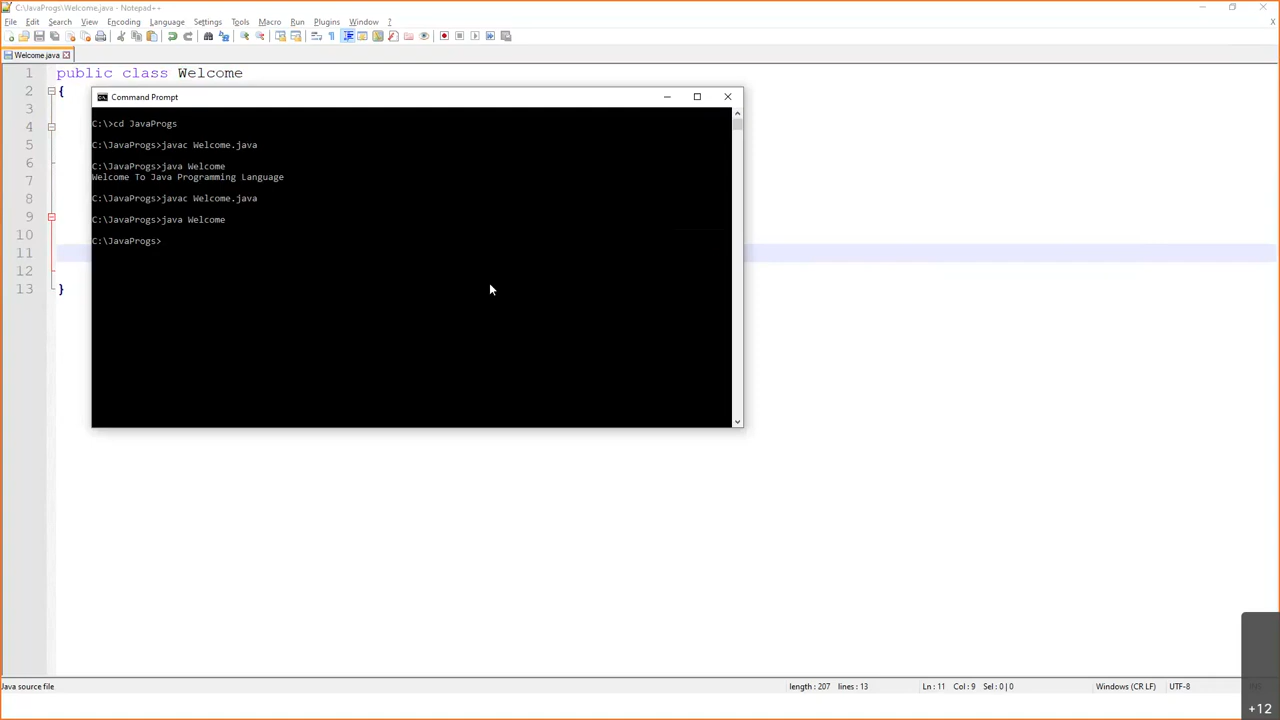 C:\JavaProgs\Welcome.java - Notepad++
File Edit Search View Encoding Language Settings Tools Macro Run Plugins Window ?
Welcome.java
1 public class Welcome
2 {
3
4
5
6
7
8
9
10
11
12
13 }
Command Prompt
C:\>cd JavaProgs
C:\JavaProgs>javac Welcome.java
C:\JavaProgs>java Welcome
Welcome To Java Programming Language
C:\JavaProgs>javac Welcome.java
C:\JavaProgs>java Welcome
C:\JavaProgs>
Java source file length : 207 lines : 13 Ln : 11 Col : 9 Sel : 0 | 0 Windows (CR LF) UTF-8
+12